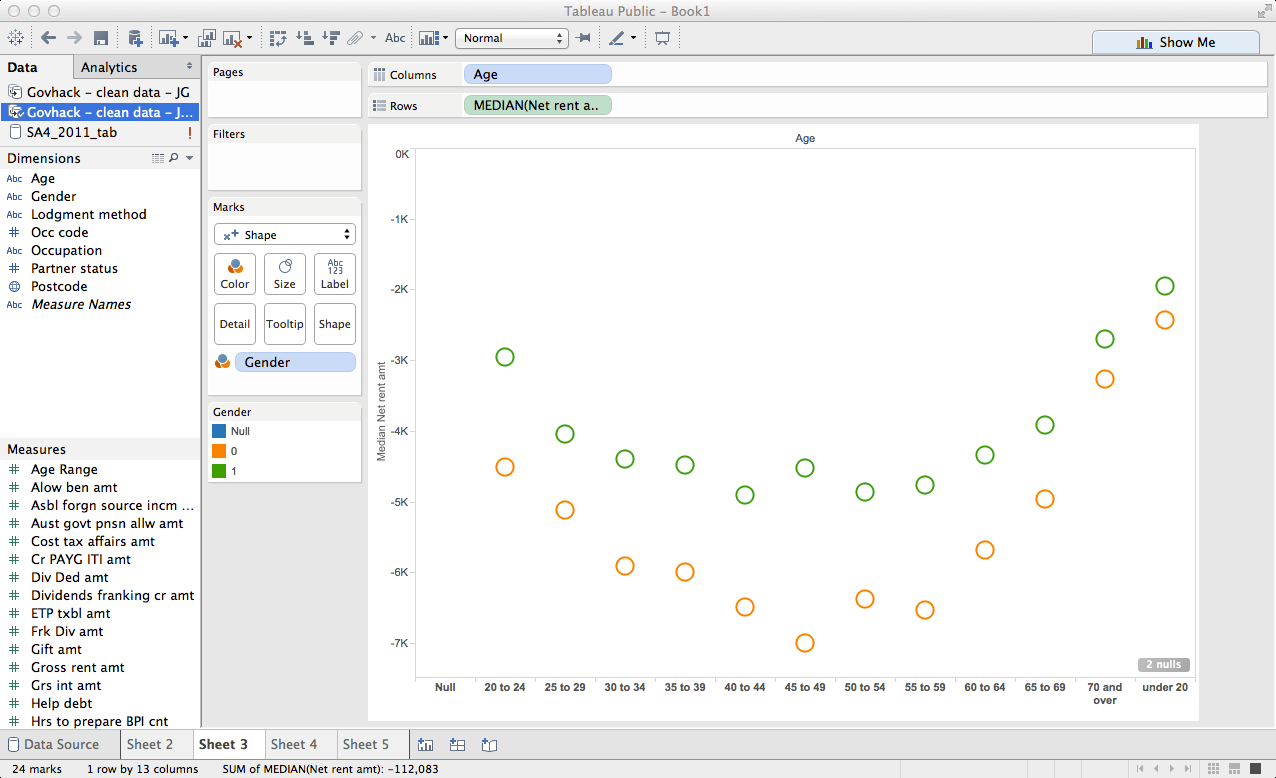 Tableau Public – Book1
Abc
Normal
Show Me
Data
Analytics
Govhack – clean data – JG
Govhack – clean data – J...
SA4_2011_tab
!
Dimensions
Abc Age
Abc Gender
Abc Lodgment method
# Occ code
Abc Occupation
# Partner status
Postcode
Abc Measure Names
Measures
# Age Range
# Alow ben amt
# Asbl forgn source incm ...
# Aust govt pnsn allw amt
# Cost tax affairs amt
# Cr PAYG ITI amt
# Div Ded amt
# Dividends franking cr amt
# ETP txbl amt
# Frk Div amt
# Gift amt
# Gross rent amt
# Grs int amt
# Help debt
# Hrs to prepare BPI cnt
Pages
Filters
Marks
Shape
Color
Size
Abc
123
Label
Detail
Tooltip
Shape
Gender
Gender
Null
0
1
Columns
Age
Rows
MEDIAN(Net rent a..
Age
0K
-1K
-2K
-3K
-4K
-5K
-6K
-7K
Median Net rent amt
2 nulls
Null
20 to 24
25 to 29
30 to 34
35 to 39
40 to 44
45 to 49
50 to 54
55 to 59
60 to 64
65 to 69
70 and
over
under 20
Data Source
Sheet 2
Sheet 3
Sheet 4
Sheet 5
24 marks
1 row by 13 columns
SUM of MEDIAN(Net rent amt): -112,083